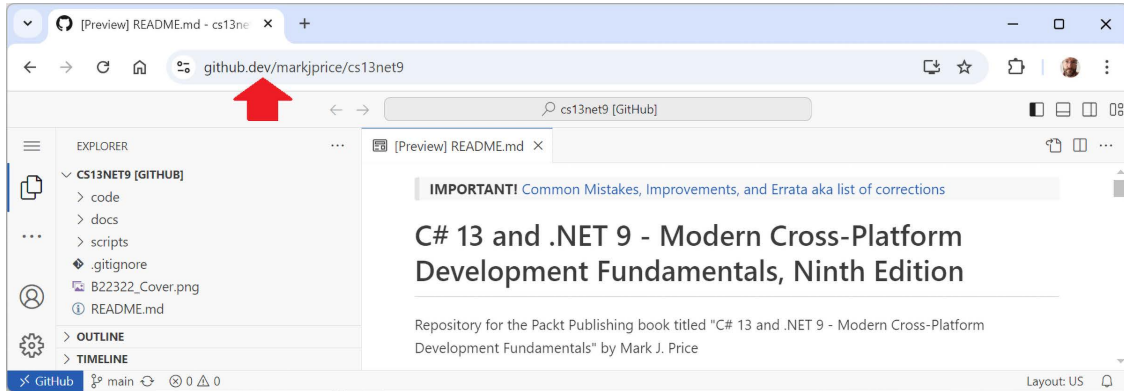 [Preview] README.md - cs13ne
github.dev/markjprice/cs13net9
cs13net9 [GitHub]
EXPLORER
CS13NET9 [GITHUB]
code
docs
scripts
.gitignore
B22322_Cover.png
README.md
OUTLINE
TIMELINE
[Preview] README.md
IMPORTANT! Common Mistakes, Improvements, and Errata aka list of corrections
C# 13 and .NET 9 - Modern Cross-Platform
Development Fundamentals, Ninth Edition
Repository for the Packt Publishing book titled "C# 13 and .NET 9 - Modern Cross-Platform
Development Fundamentals" by Mark J. Price
GitHub main 0 0 Layout: US